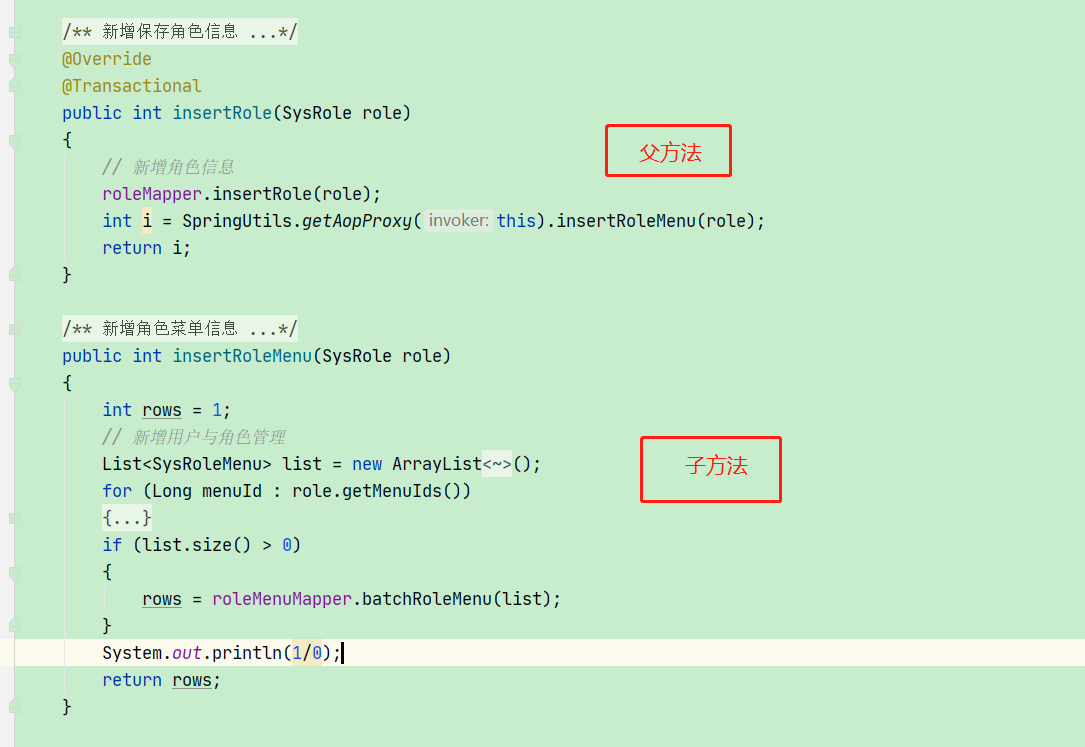 /** 新增保存角色信息 ...*/
@Override
@Transactional
public int insertRole(SysRole role)
{
父方法
// 新增角色信息
roleMapper.insertRole(role);
int i = SpringUtils.getAopProxy( invoker: this).insertRoleMenu(role);
return i;
}
/** 新增角色菜单信息 ...*/
public int insertRoleMenu(SysRole role)
{
int rows = 1;
// 新增用户与角色管理
List<SysRoleMenu> list = new ArrayList<~>();
子方法
for (Long menuId : role.getMenuIds())
{...}
if (list.size() > 0)
{
rows = roleMenuMapper.batchRoleMenu(list);
}
System.out.println(1/0);
return rows;
}